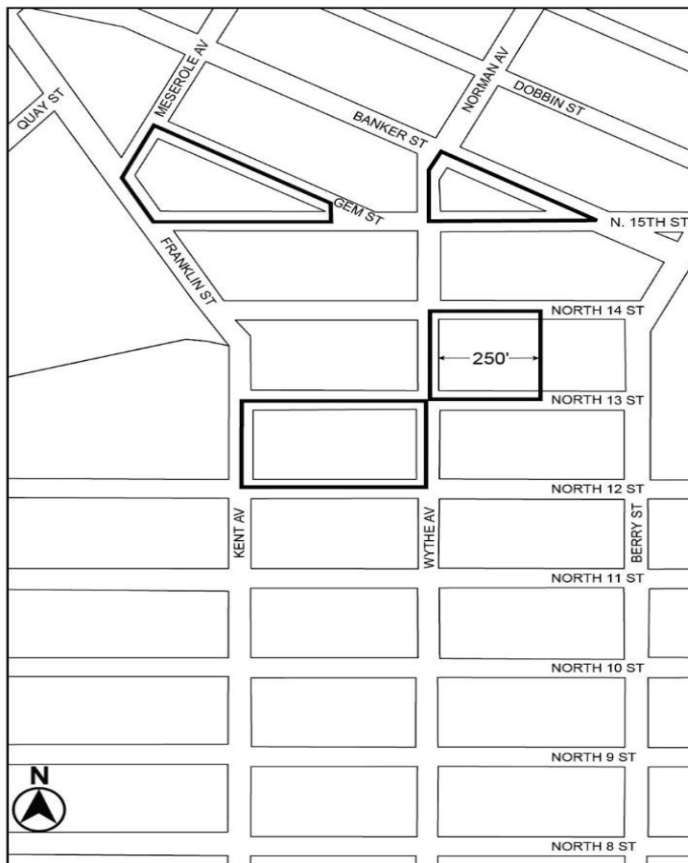 MESEROLE AV
NORMAN AV
QUAY ST
DOBBIN ST
BANKER ST
GEM ST
N. 15TH ST
FRANKLIN ST
NORTH 14 ST
250'
NORTH 13 ST
NORTH 12 ST
KENT AV
WYTHE AV
BERRY ST
NORTH 11 ST
NORTH 10 ST
NORTH 9 ST
N
NORTH 8 ST